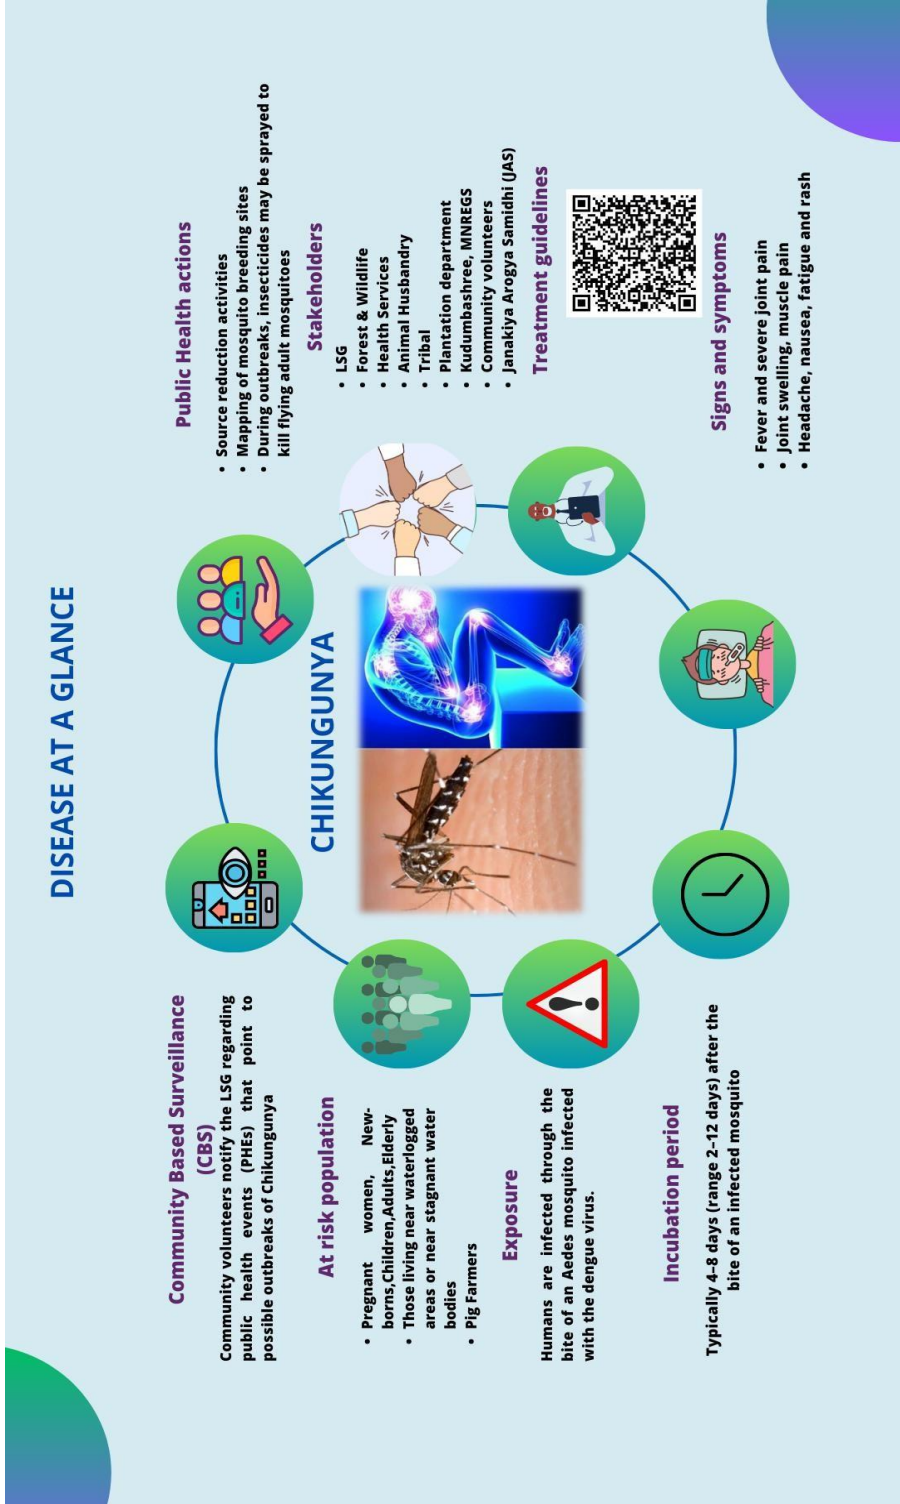 DISEASE AT A GLANCE
CHIKUNGUNYA
Community Based Surveillance
(CBS)
Community volunteers notify the LSG regarding
public health events (PHEs) that point to
possible outbreaks of Chikungunya
At risk population
• Pregnant women, New-
borns,Children,Adults,Elderly
• Those living near waterlogged
areas or near stagnant water
bodies
• Pig Farmers
Exposure
Humans are infected through the
bite of an Aedes mosquito infected
with the dengue virus.
Incubation period
Typically 4–8 days (range 2–12 days) after the
bite of an infected mosquito
Public Health actions
• Source reduction activities
• Mapping of mosquito breeding sites
• During outbreaks, insecticides may be sprayed to
kill flying adult mosquitoes
Stakeholders
• LSG
• Forest & Wildlife
• Health Services
• Animal Husbandry
• Tribal
• Plantation department
• Kudumbashree, MNREGS
• Community volunteers
• Janakiya Arogya Samidhi (JAS)
Treatment guidelines
Signs and symptoms
• Fever and severe joint pain
• Joint swelling, muscle pain
• Headache, nausea, fatigue and rash